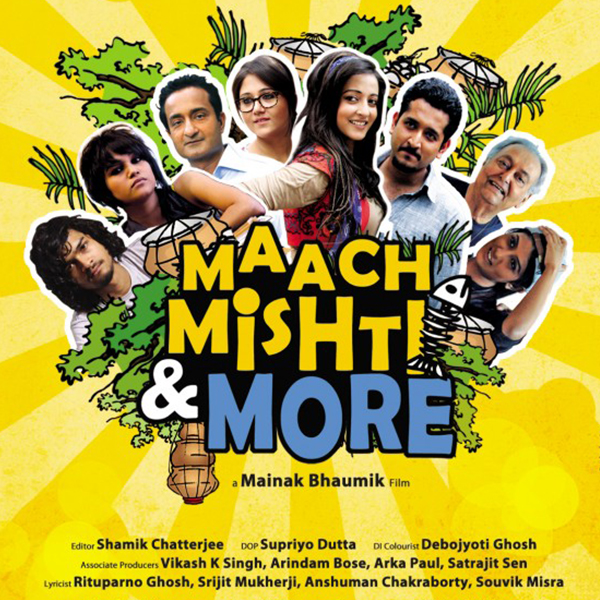 MAACH
MiSHTi
& MORE
a Mainak Bhaumik Film
Editor Shamik Chatterjee DOP Supriyo Dutta DI Colourist Debojyoti Ghosh
Associate Producers Vikash K Singh, Arindam Bose, Arka Paul, Satrajit Sen
Lyricist Rituparno Ghosh, Srijit Mukherji, Anshuman Chakraborty, Souvik Misra